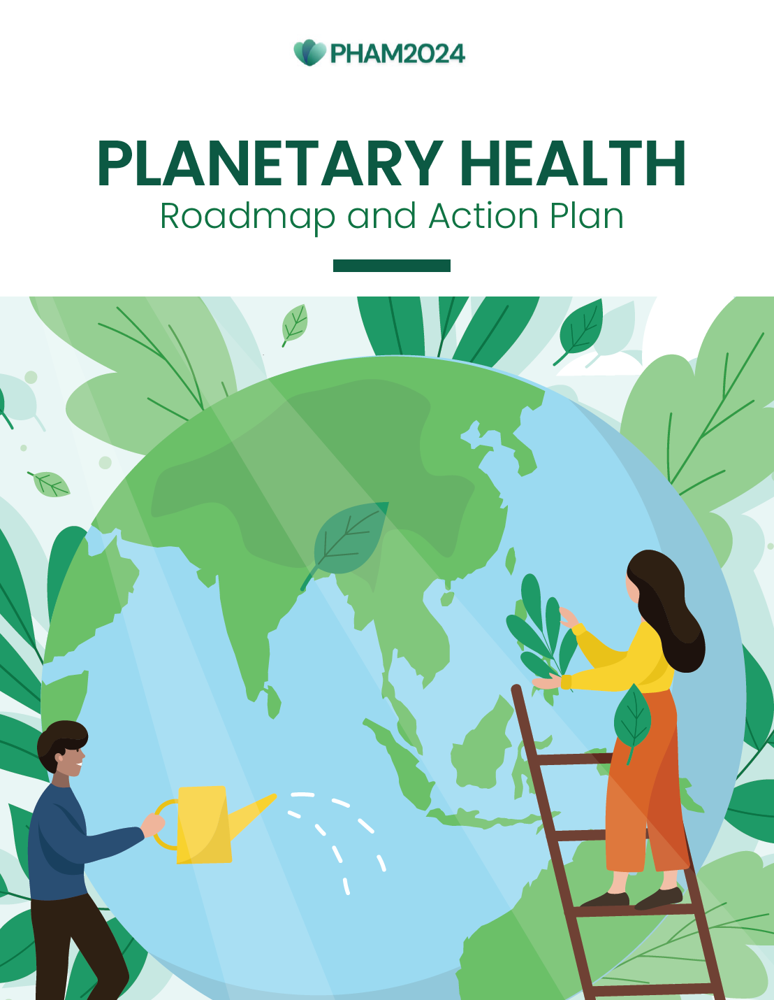 PHAM2024
PLANETARY HEALTH
Roadmap and Action Plan